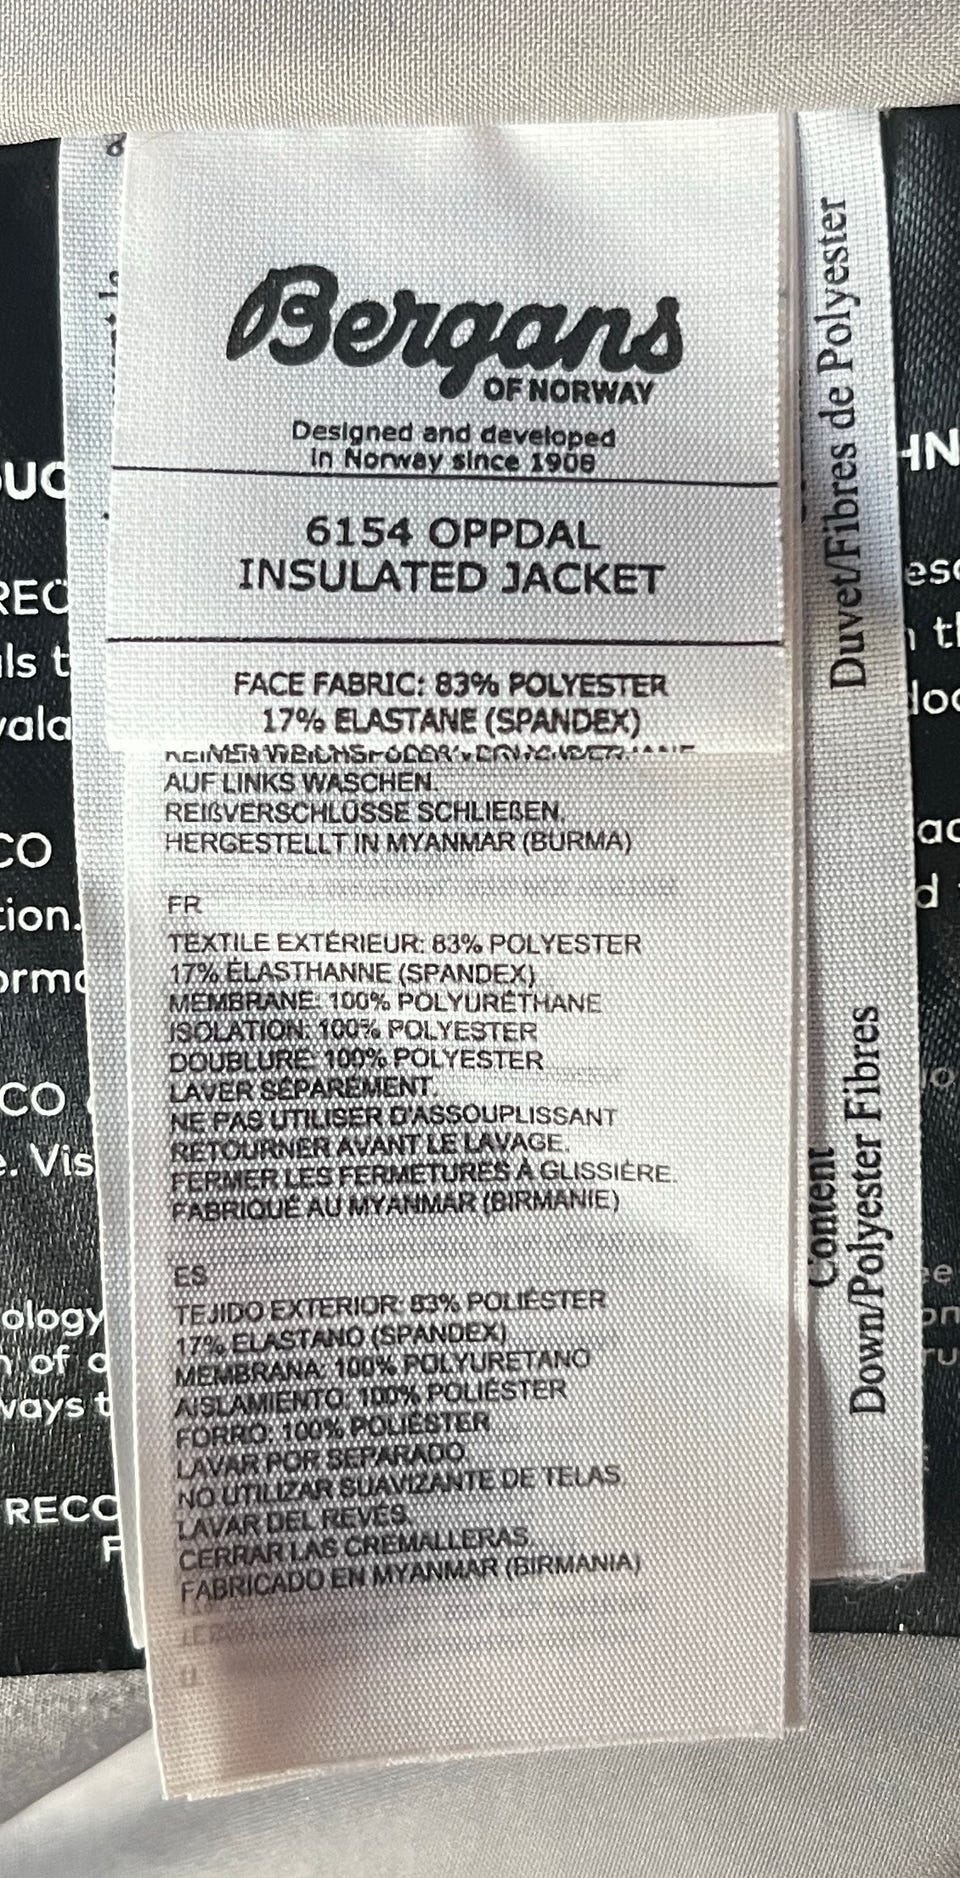 Bergans
OF NORWAY
Designed and developed
in Norway since 1908
6154 OPPDAL
INSULATED JACKET
FACE FABRIC: 83% POLYESTER
17% ELASTANE (SPANDEX)
AUF LINKS WASCHEN.
REIßVERSCHLÜSSE SCHLIEßEN.
HERGESTELLT IN MYANMAR (BURMA)
FR
TEXTILE EXTÉRIEUR: 83% POLYESTER
17% ÉLASTHANNE (SPANDEX)
MEMBRANE: 100% POLYURÉTHANE
ISOLATION: 100% POLYESTER
DOUBLURE: 100% POLYESTER
LAVER SÉPARÉMENT.
NE PAS UTILISER D'ASSOUPLISSANT
RETOURNER AVANT LE LAVAGE.
FERMER LES FERMETURES À GLISSIÈRE.
FABRIQUÉ AU MYANMAR (BIRMANIE)
ES
TEJIDO EXTERIOR: 83% POLIÉSTER
17% ELASTANO (SPANDEX)
MEMBRANA: 100% POLYURETANO
AISLAMIENTO: 100% POLIÉSTER
FORRO: 100% POLIÉSTER
LAVAR POR SEPARADO.
NO UTILIZAR SUAVIZANTE DE TELAS
LAVAR DEL REVÉS.
CERRAR LAS CREMALLERAS.
FABRICADO EN MYANMAR (BIRMANIA)
Duvet/Fibres de Polyester
Content
Down/Polyester Fibres
CO
CO
. Vis
of